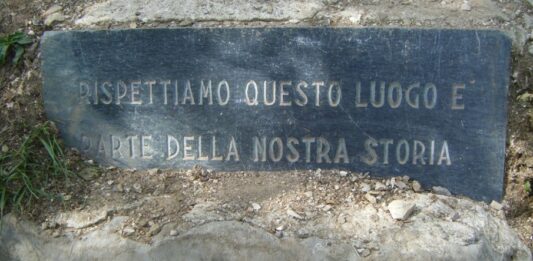 RISPETTIAMO QUESTO LUOGO E
PARTE DELLA NOSTRA STORIA